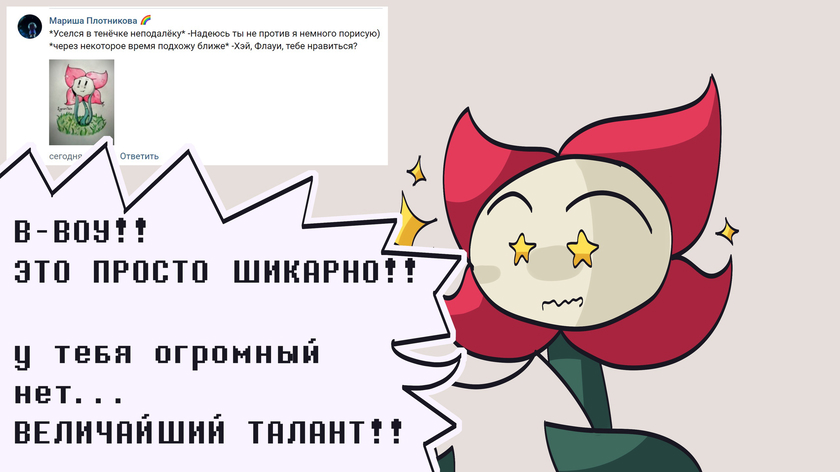 Мариша Плотникова 🌈
*Уселся в тенёчке неподалёку* -Надеюсь ты не против я немного порисую)
*через некоторое время подхожу ближе* -Хэй, Флауи, тебе нравиться?
сегодня
Ответить
В-ВОУ!!
ЭТО ПРОСТО ШИКАРНО!!
у тебя огромный
нет...
ВЕЛИЧАЙШИЙ ТАЛАНТ!!